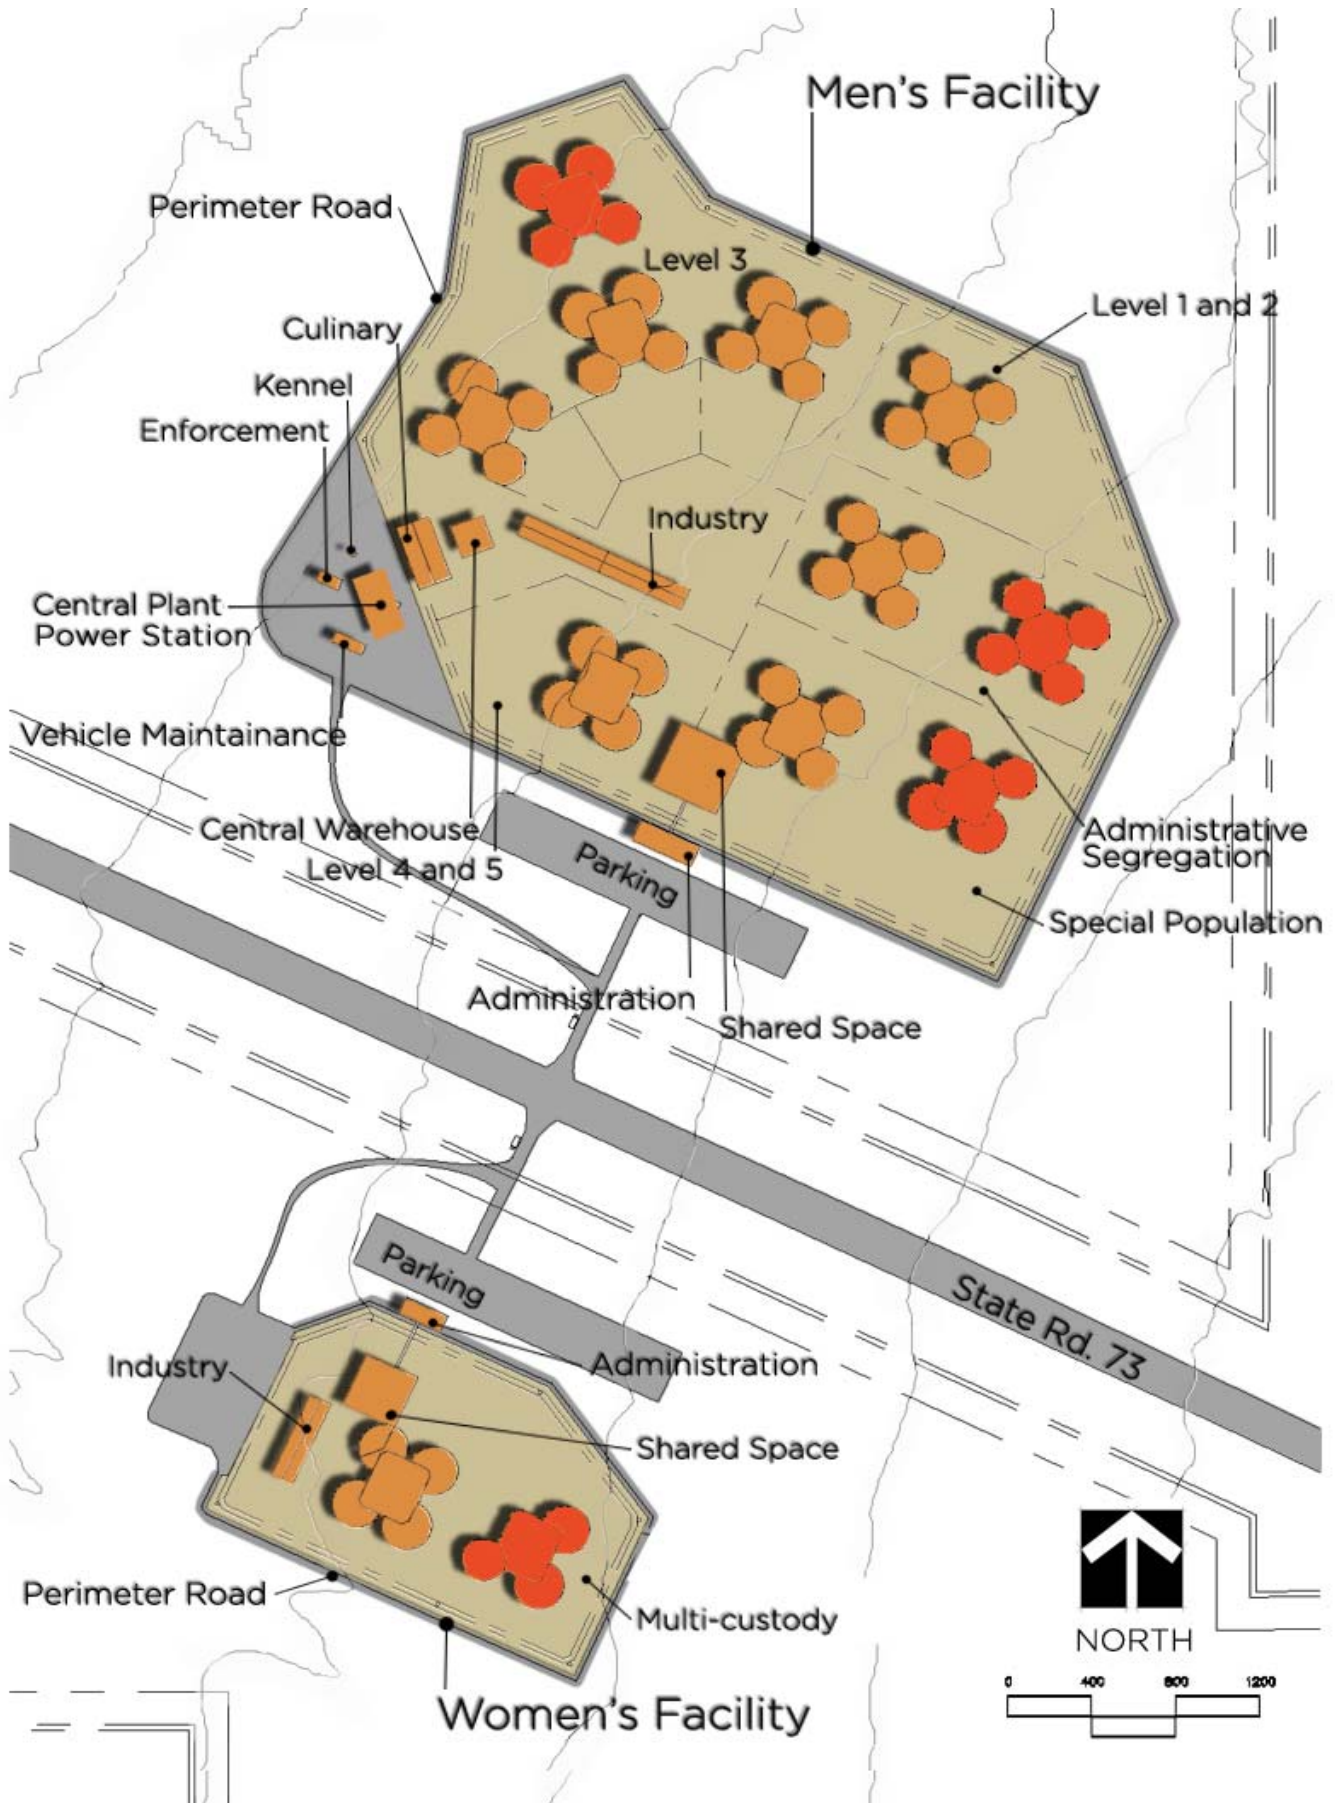 Men's Facility
Perimeter Road
Level 3
Level 1 and 2
Culinary
Kennel
Enforcement
Industry
Central Plant
Power Station
Vehicle Maintainance
Central Warehouse
Level 4 and 5
Parking
Administrative
Segregation
Special Population
Administration
Shared Space
Parking
State Rd. 73
Industry
Administration
Shared Space
Perimeter Road
Multi-custody
Women's Facility
NORTH
0 400 800 1200